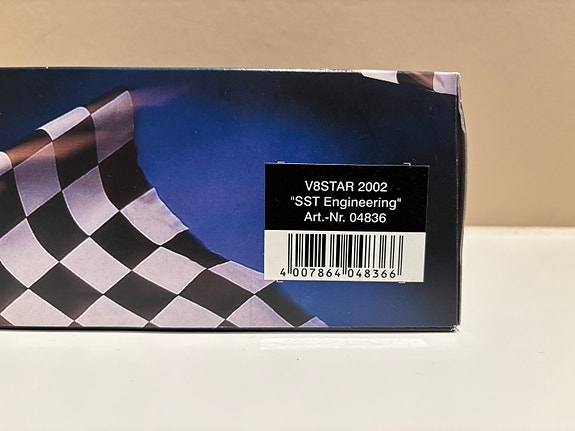 V8STAR 2002
"SST Engineering"
Art.-Nr. 04836
4 007864 048366